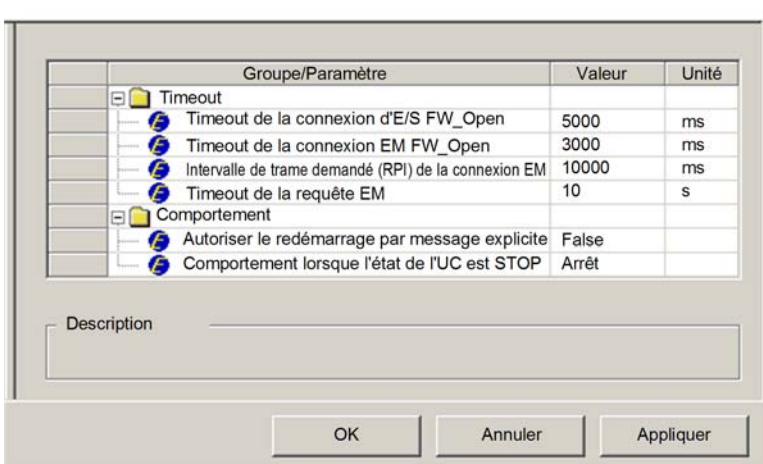 Groupe/Paramètre Valeur Unité
Timeout
Timeout de la connexion d'E/S FW_Open 5000 ms
Timeout de la connexion EM FW_Open 3000 ms
Intervalle de trame demandé (RPI) de la connexion EM 10000 ms
Timeout de la requête EM 10 s
Comportement
Autoriser le redémarrage par message explicite False
Comportement lorsque l'état de l'UC est STOP Arrêt
Description
OK Annuler Appliquer